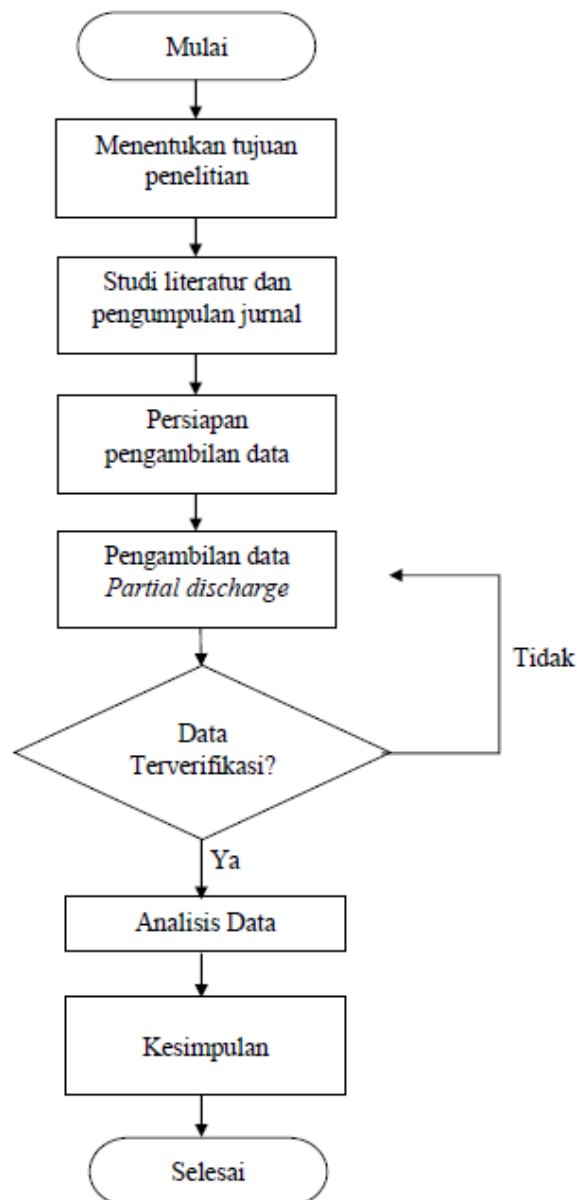 Mulai
Menentukan tujuan
penelitian
Studi literatur dan
pengumpulan jurnal
Persiapan
pengambilan data
Pengambilan data
Partial discharge
Tidak
Data
Terverifikasi?
Ya
Analisis Data
Kesimpulan
Selesai